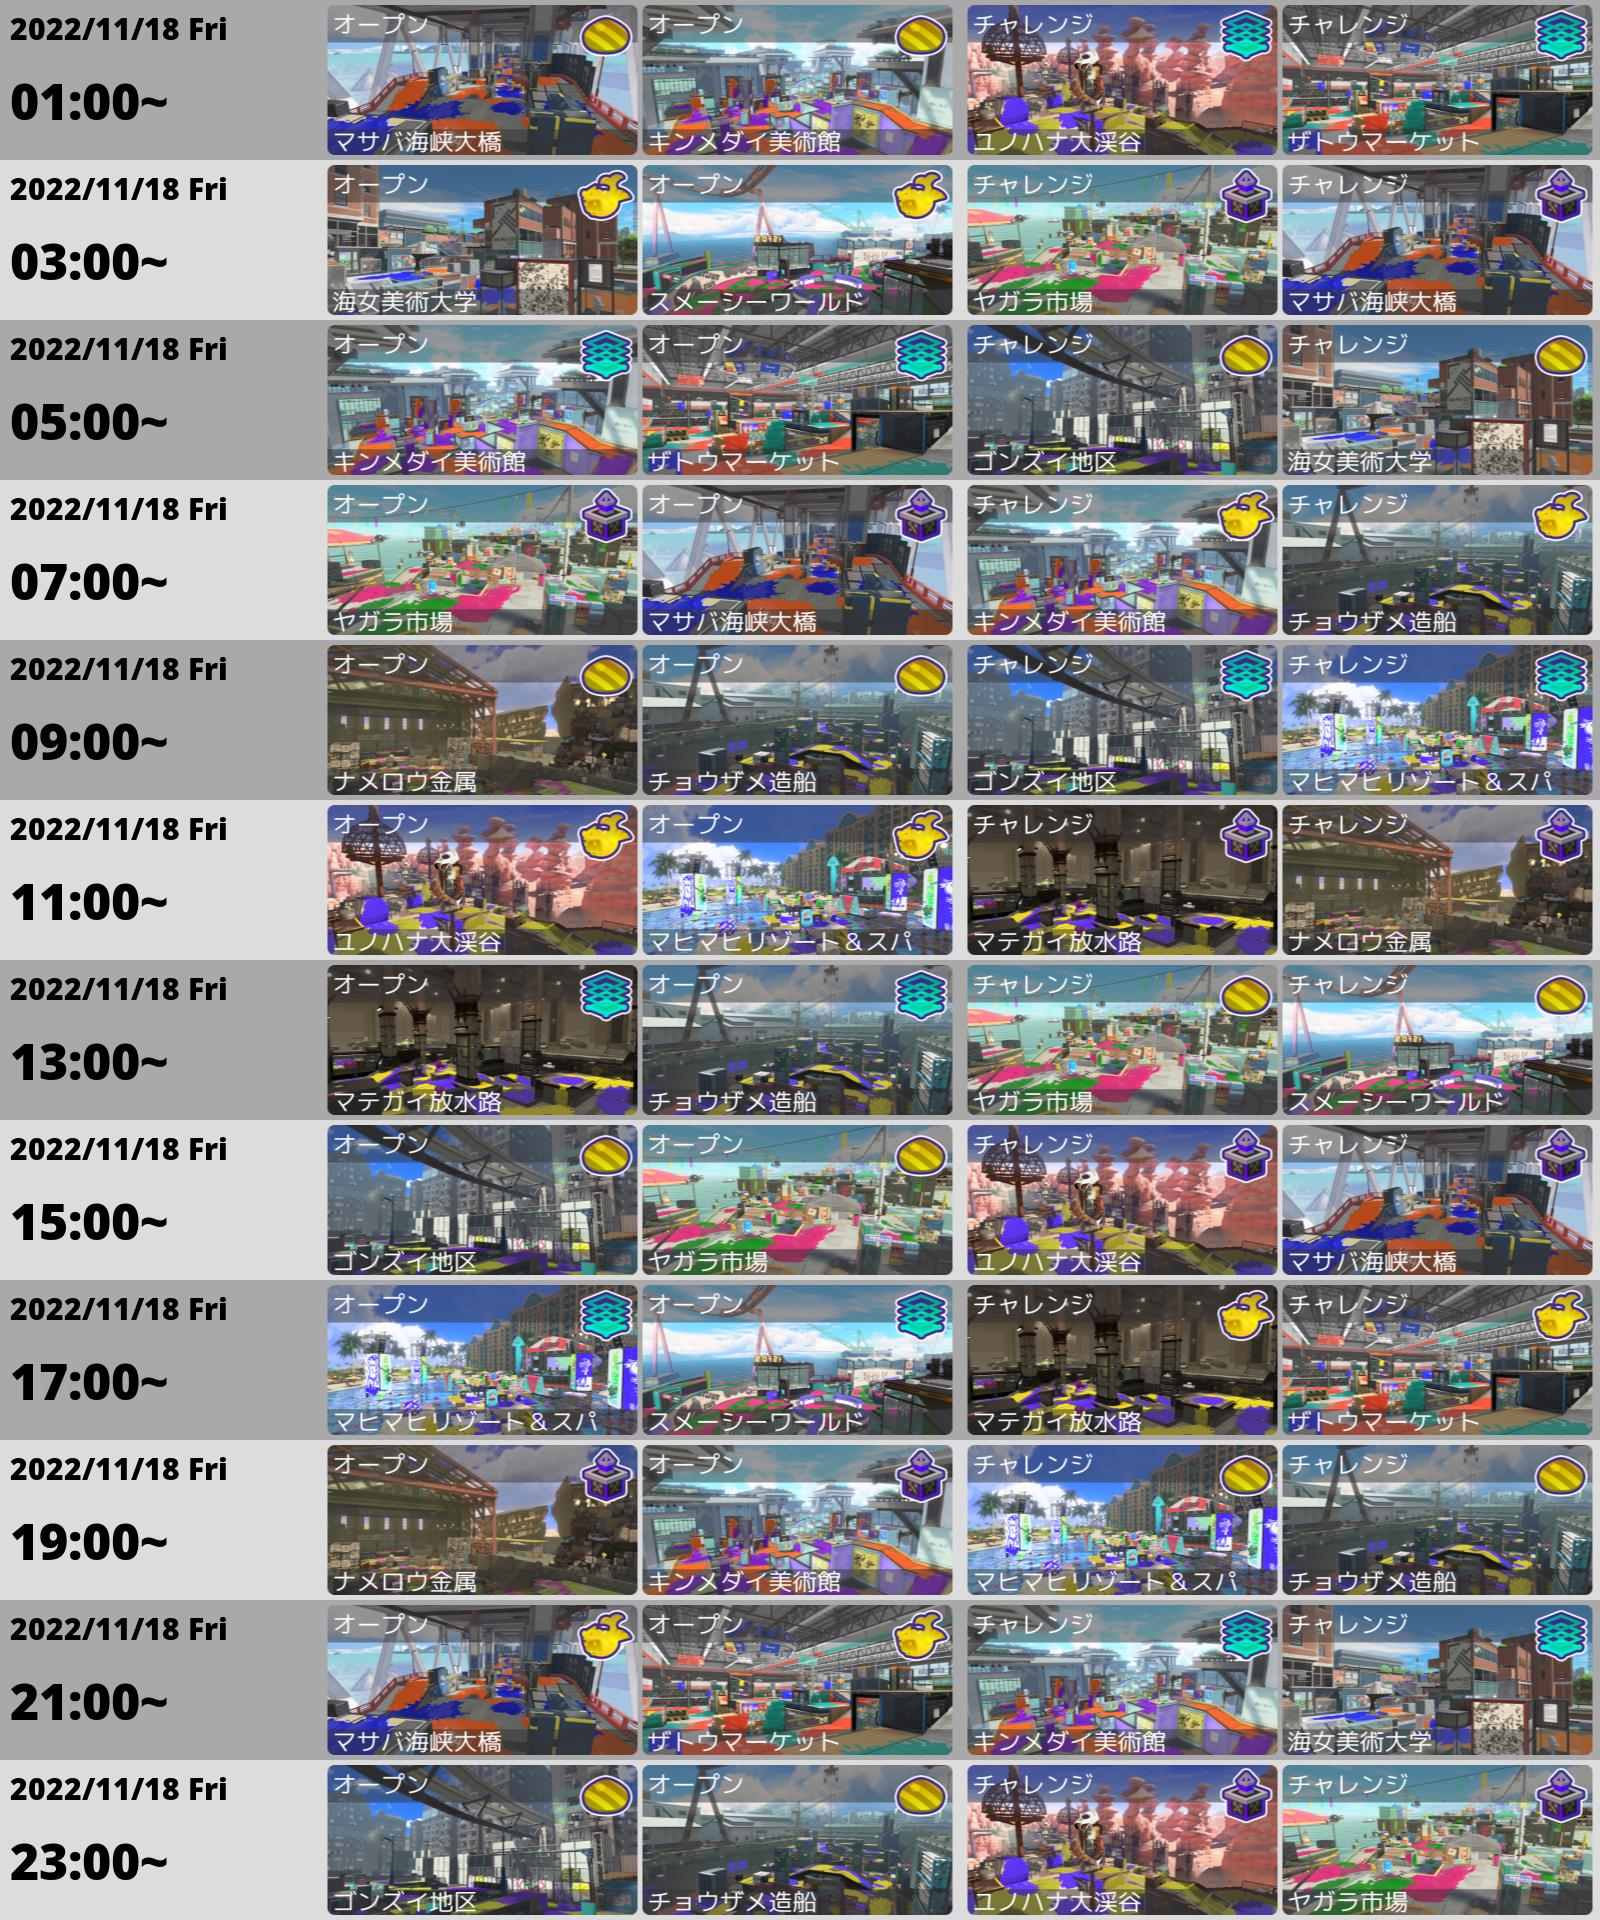 2022/11/18 Fri
01:00~
オープン
マサバ海峡大橋
オープン
キンメダイ美術館
チャレンジ
ユノハナ大渓谷
チャレンジ
ザトウマーケット
2022/11/18 Fri
03:00~
オープン
海女美術大学
オープン
スメーシーワールド
チャレンジ
ヤガラ市場
チャレンジ
マサバ海峡大橋
2022/11/18 Fri
05:00~
オープン
キンメダイ美術館
オープン
ザトウマーケット
チャレンジ
ゴンズイ地区
チャレンジ
海女美術大学
2022/11/18 Fri
07:00~
オープン
ヤガラ市場
オープン
マサバ海峡大橋
チャレンジ
キンメダイ美術館
チャレンジ
チョウザメ造船
2022/11/18 Fri
09:00~
オープン
ナメロウ金属
オープン
チョウザメ造船
チャレンジ
ゴンズイ地区
チャレンジ
マヒマヒリゾート＆スパ
2022/11/18 Fri
11:00~
オープン
ユノハナ大渓谷
オープン
マヒマヒリゾート＆スパ
チャレンジ
マテガイ放水路
チャレンジ
ナメロウ金属
2022/11/18 Fri
13:00~
オープン
マテガイ放水路
オープン
チョウザメ造船
チャレンジ
ヤガラ市場
チャレンジ
スメーシーワールド
2022/11/18 Fri
15:00~
オープン
ゴンズイ地区
オープン
ヤガラ市場
チャレンジ
ユノハナ大渓谷
チャレンジ
マサバ海峡大橋
2022/11/18 Fri
17:00~
オープン
マヒマヒリゾート＆スパ
オープン
スメーシーワールド
チャレンジ
マテガイ放水路
チャレンジ
ザトウマーケット
2022/11/18 Fri
19:00~
オープン
ナメロウ金属
オープン
キンメダイ美術館
チャレンジ
マヒマヒリゾート＆スパ
チャレンジ
チョウザメ造船
2022/11/18 Fri
21:00~
オープン
マサバ海峡大橋
オープン
ザトウマーケット
チャレンジ
キンメダイ美術館
チャレンジ
海女美術大学
2022/11/18 Fri
23:00~
オープン
ゴンズイ地区
オープン
チョウザメ造船
チャレンジ
ユノハナ大渓谷
チャレンジ
ヤガラ市場